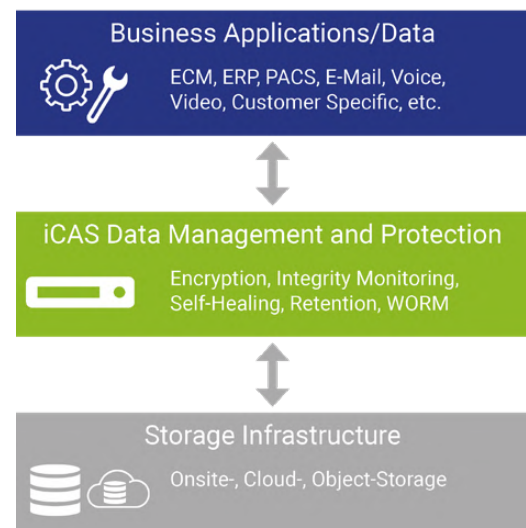 Business Applications/Data
ECM, ERP, PACS, E-Mail, Voice,
Video, Customer Specific, etc.
iCAS Data Management and Protection
Encryption, Integrity Monitoring,
Self-Healing, Retention, WORM
Storage Infrastructure
Onsite-, Cloud-, Object-Storage